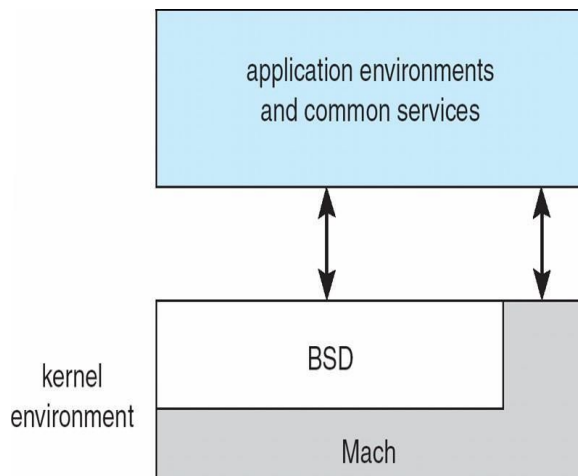 application environments
and common services
BSD
kernel
environment
Mach